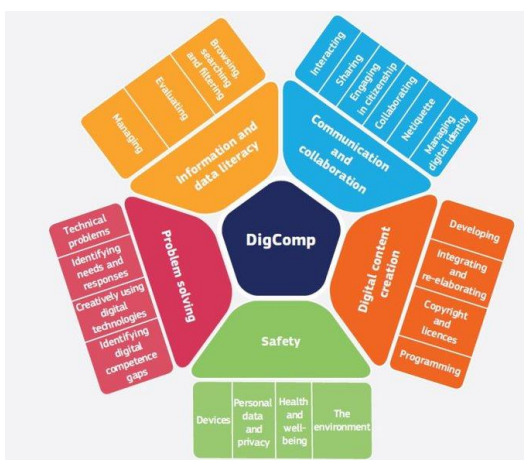 DigComp
Information and
data literacy
Browsing,
searching
and filtering
Evaluating
Managing
Communication
and
collaboration
Interacting
Sharing
Engaging
in citizenship
Collaborating
Netiquette
Managing
digital identity
Digital content
creation
Developing
Integrating
and
re-elaborating
Copyright
and
licences
Programming
Safety
Devices
Personal
data
and
privacy
Health
and
well-
being
The
environment
Problem solving
Technical
problems
Identifying
needs and
responses
Creatively using
digital
technologies
Identifying
digital
competence
gaps